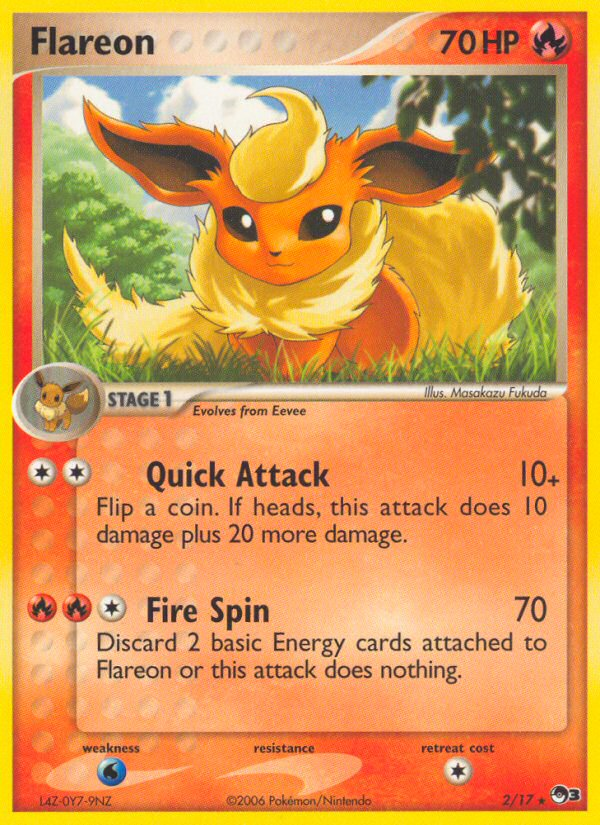 Flareon 70 HP
Illus. Masakazu Fukuda
STAGE 1
Evolves from Eevee
Quick Attack 10+
Flip a coin. If heads, this attack does 10
damage plus 20 more damage.
Fire Spin 70
Discard 2 basic Energy cards attached to
Flareon or this attack does nothing.
weakness resistance retreat cost
L4Z-0Y7-9NZ ©2006 Pokémon/Nintendo 2/17 ★ 3